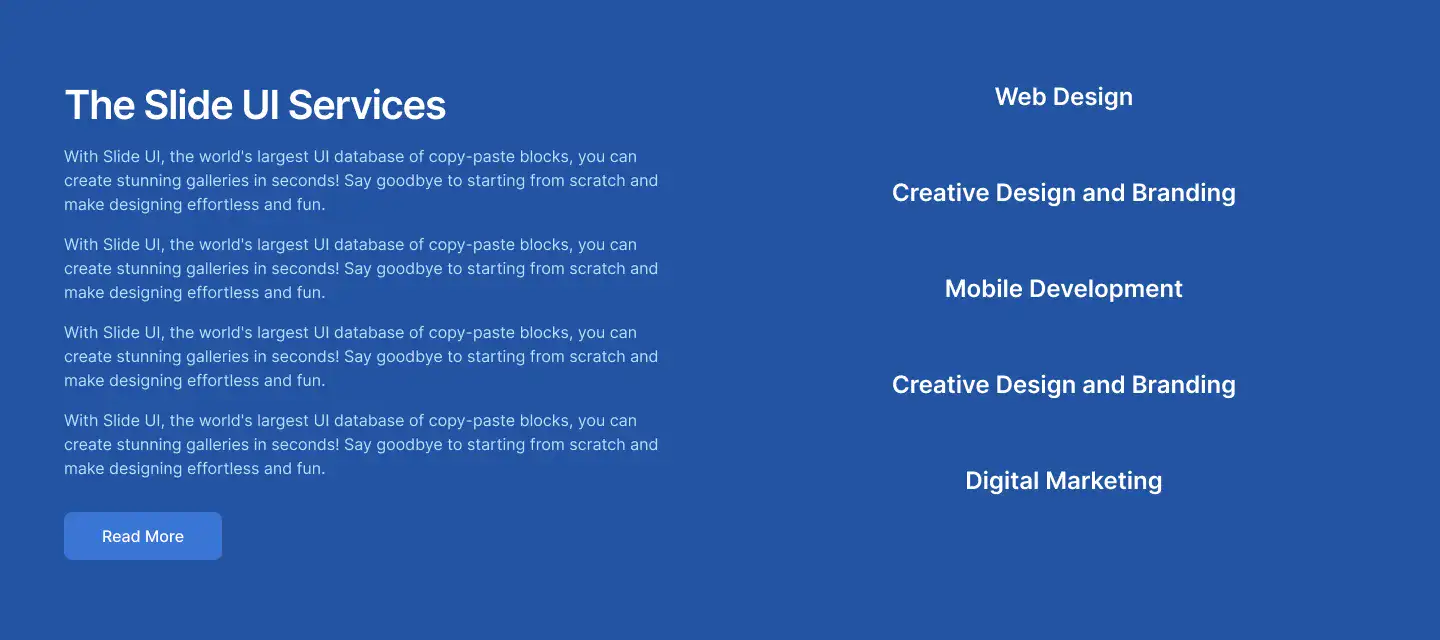 The Slide UI Services
With Slide UI, the world's largest UI database of copy-paste blocks, you can
create stunning galleries in seconds! Say goodbye to starting from scratch and
make designing effortless and fun.
With Slide UI, the world's largest UI database of copy-paste blocks, you can
create stunning galleries in seconds! Say goodbye to starting from scratch and
make designing effortless and fun.
With Slide UI, the world's largest UI database of copy-paste blocks, you can
create stunning galleries in seconds! Say goodbye to starting from scratch and
make designing effortless and fun.
With Slide UI, the world's largest UI database of copy-paste blocks, you can
create stunning galleries in seconds! Say goodbye to starting from scratch and
make designing effortless and fun.
Read More
Web Design
Creative Design and Branding
Mobile Development
Creative Design and Branding
Digital Marketing